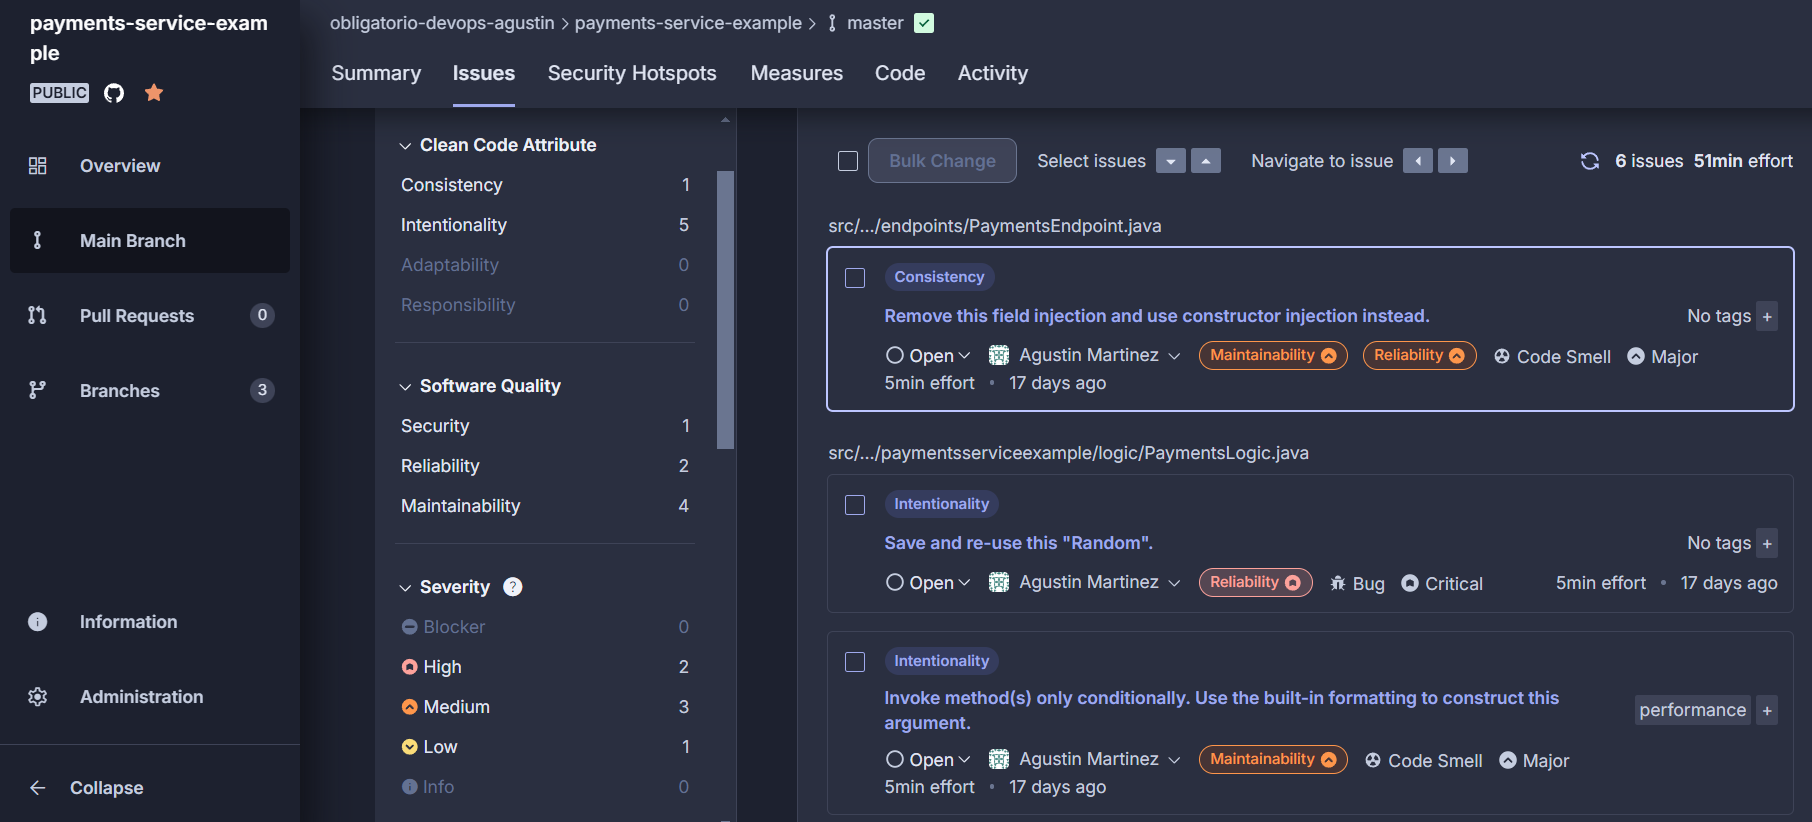 payments-service-exam
ple
PUBLIC
Overview
Main Branch
Pull Requests 0
Branches 3
Information
Administration
Collapse
obligatorio-devops-agustin > payments-service-example > master
Summary Issues Security Hotspots Measures Code Activity
Clean Code Attribute
Consistency 1
Intentionality 5
Adaptability 0
Responsibility 0
Software Quality
Security 1
Reliability 2
Maintainability 4
Severity ?
Blocker 0
High 2
Medium 3
Low 1
Info 0
Bulk Change Select issues Navigate to issue 6 issues 51min effort
src/.../endpoints/PaymentsEndpoint.java
Consistency
Remove this field injection and use constructor injection instead. No tags +
Open Agustin Martinez Maintainability Reliability Code Smell Major
5min effort • 17 days ago
src/.../paymentsserviceexample/logic/PaymentsLogic.java
Intentionality
Save and re-use this "Random". No tags +
Open Agustin Martinez Reliability Bug Critical 5min effort • 17 days ago
Intentionality
Invoke method(s) only conditionally. Use the built-in formatting to construct this
argument. performance +
Open Agustin Martinez Maintainability Code Smell Major
5min effort • 17 days ago